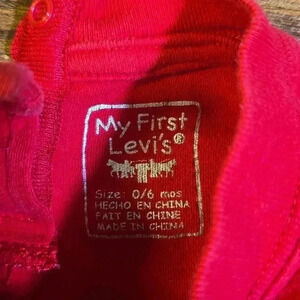 My First
Levi's®
Size: 0/6 mos
HECHO EN CHINA
FAIT EN CHINE
MADE IN CHINA